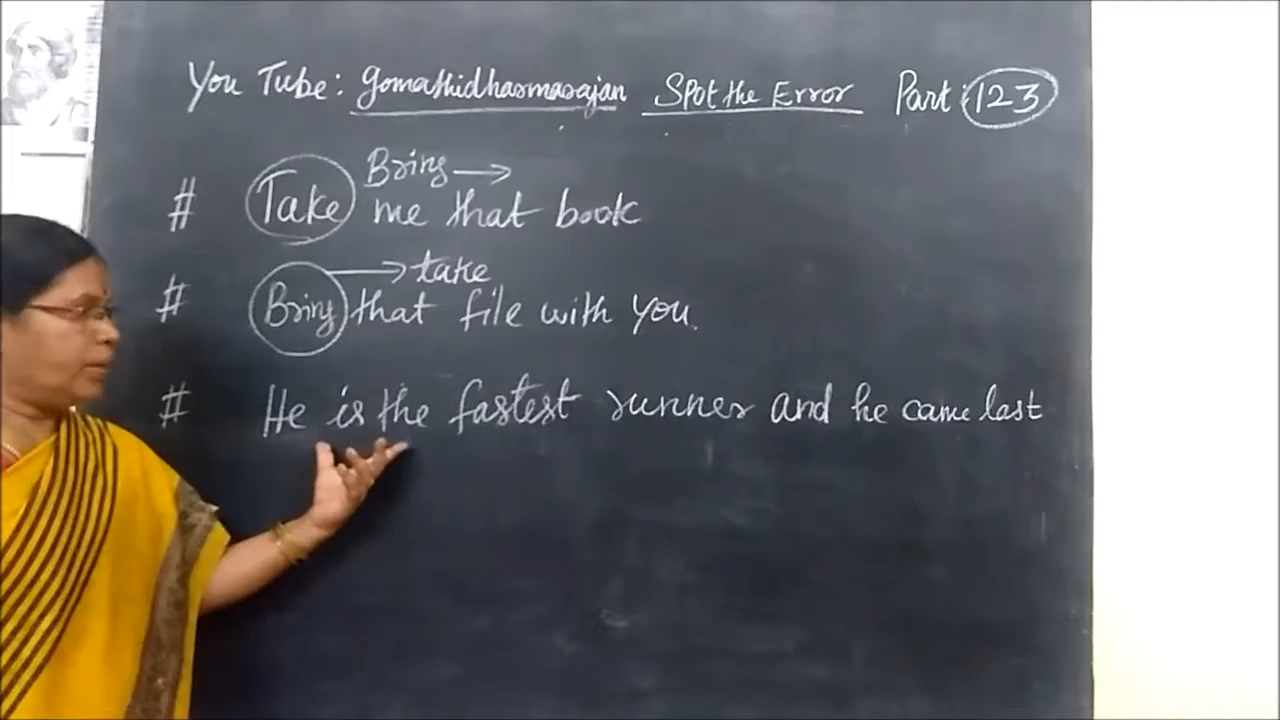 You Tube: gomathidharmarajan Spot the Error Part: 123
Bring →
# Take me that book
→ take
# Bring that file with you.
# He is the fastest runner and he came last